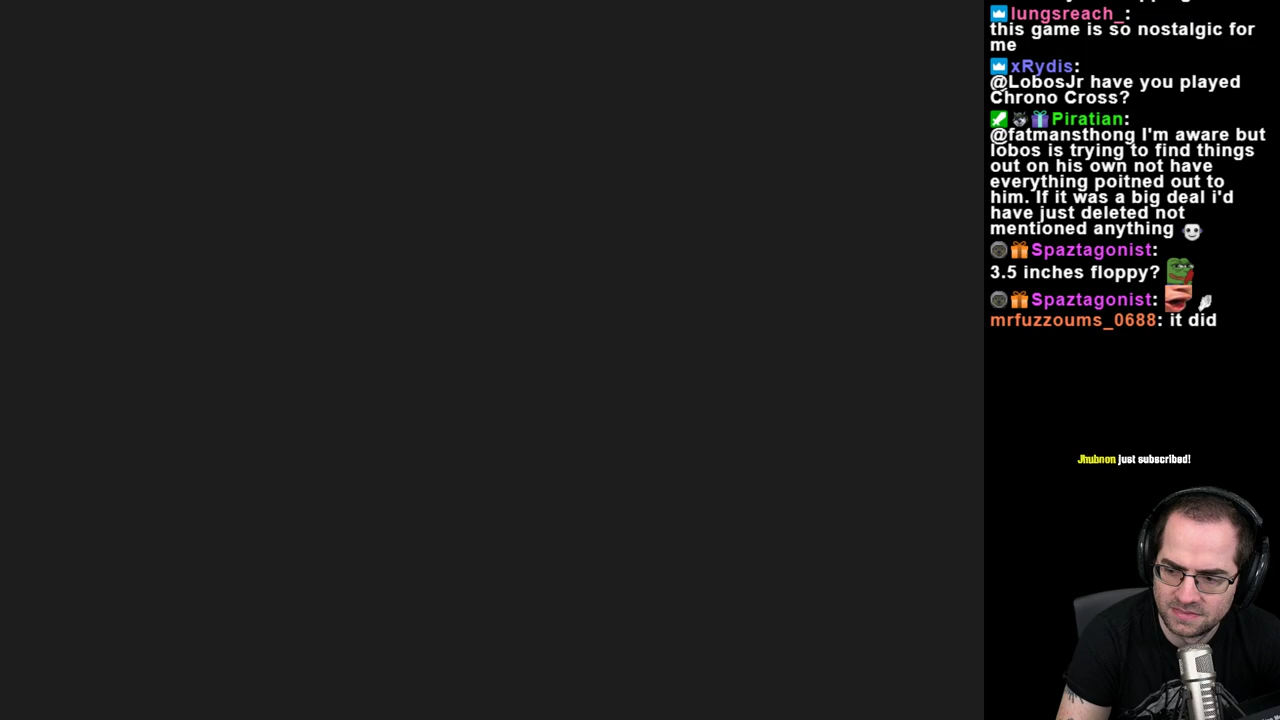 lungsreach_:
this game is so nostalgic for
me
xRydis:
@LobosJr have you played
Chrono Cross?
Piratian:
@fatmansthong I'm aware but
lobos is trying to find things
out on his own not have
everything poitned out to
him. If it was a big deal i'd
have just deleted not
mentioned anything
Spaztagonist:
3.5 inches floppy?
Spaztagonist:
mrfuzzoums_0688: it did
Jhubnon just subscribed!